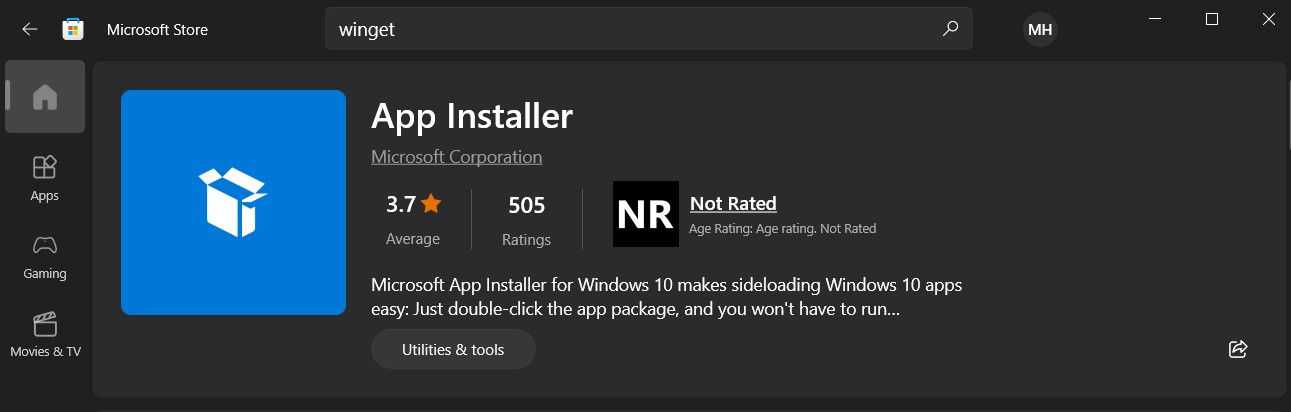 Microsoft Store
winget
MH
App Installer
Microsoft Corporation
3.7
Average
505
Ratings
NR
Not Rated
Age Rating: Age rating. Not Rated
Microsoft App Installer for Windows 10 makes sideloading Windows 10 apps
easy: Just double-click the app package, and you won't have to run...
Utilities & tools
Apps
Gaming
Movies & TV